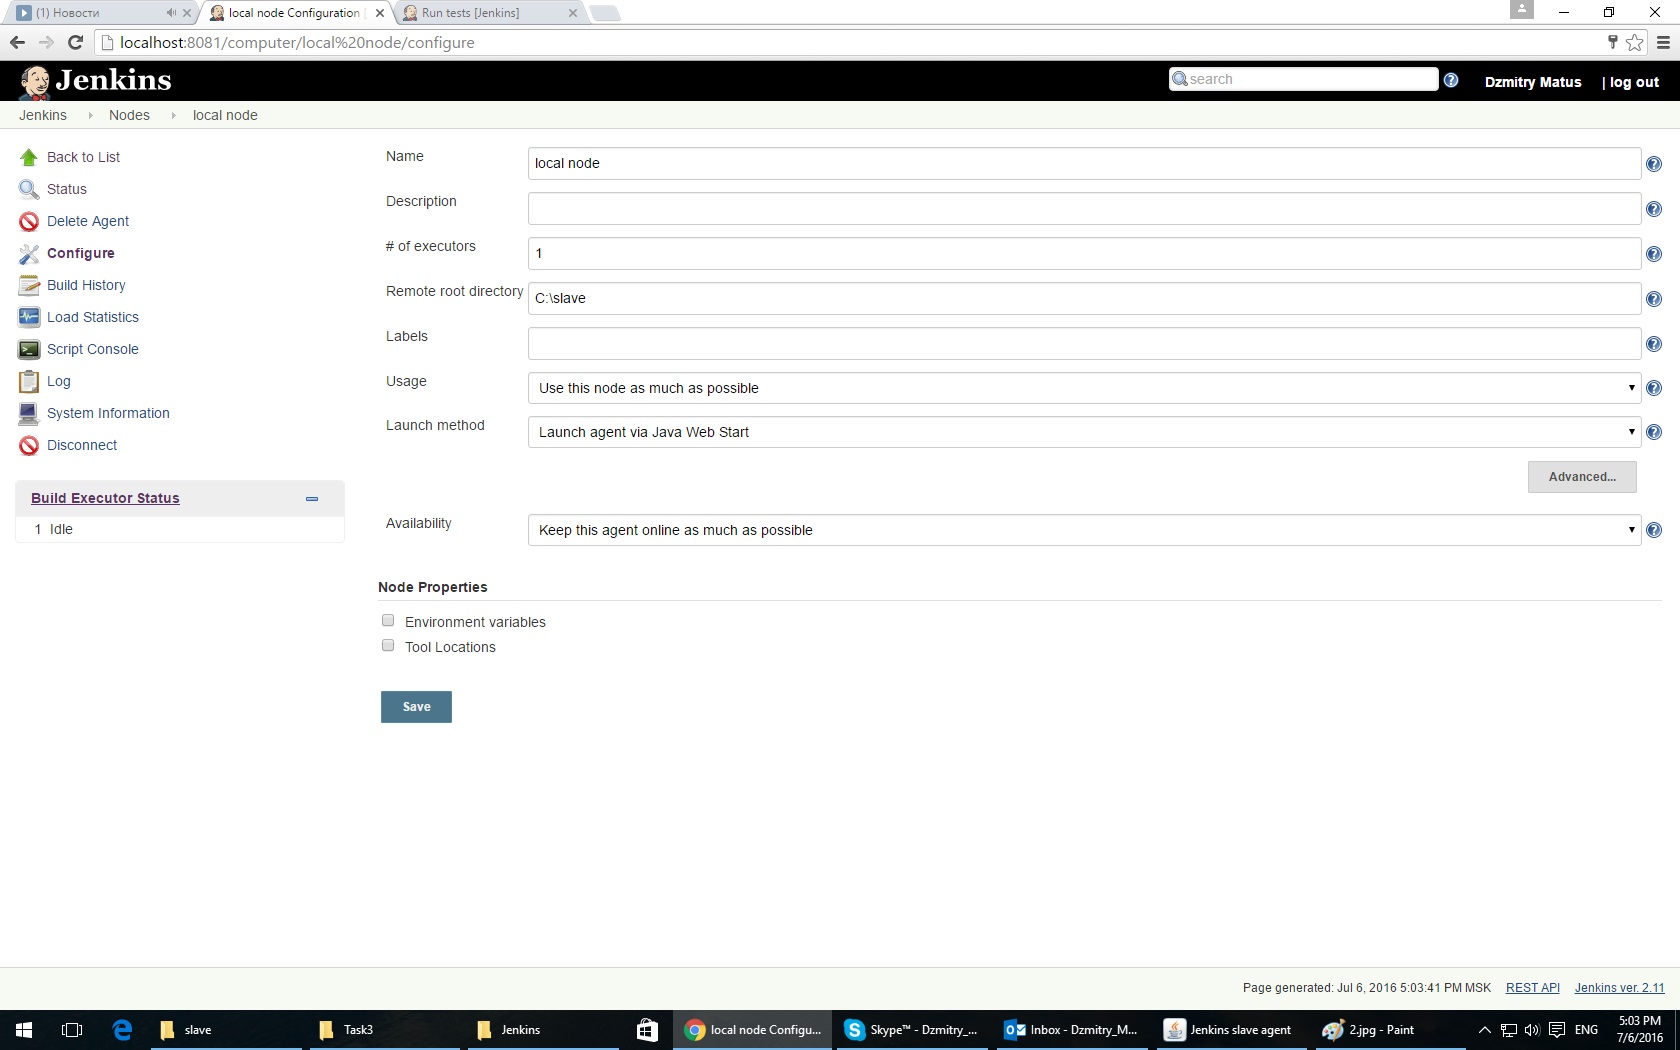 (1) Новости
local node Configuration
Run tests [Jenkins]
localhost:8081/computer/local%20node/configure
Jenkins
search
Dzmitry Matus
| log out
Jenkins
Nodes
local node
Back to List
Status
Delete Agent
Configure
Build History
Load Statistics
Script Console
Log
System Information
Disconnect
Build Executor Status
1 Idle
Name
local node
Description
# of executors
1
Remote root directory
C:\slave
Labels
Usage
Use this node as much as possible
Launch method
Launch agent via Java Web Start
Advanced...
Availability
Keep this agent online as much as possible
Node Properties
Environment variables
Tool Locations
Save
Page generated: Jul 6, 2016 5:03:41 PM MSK
REST API
Jenkins ver. 2.11
slave
Task3
Jenkins
local node Configu...
Skype™ - Dzmitry_...
Inbox - Dzmitry_M...
Jenkins slave agent
2.jpg - Paint
ENG
5:03 PM
7/6/2016